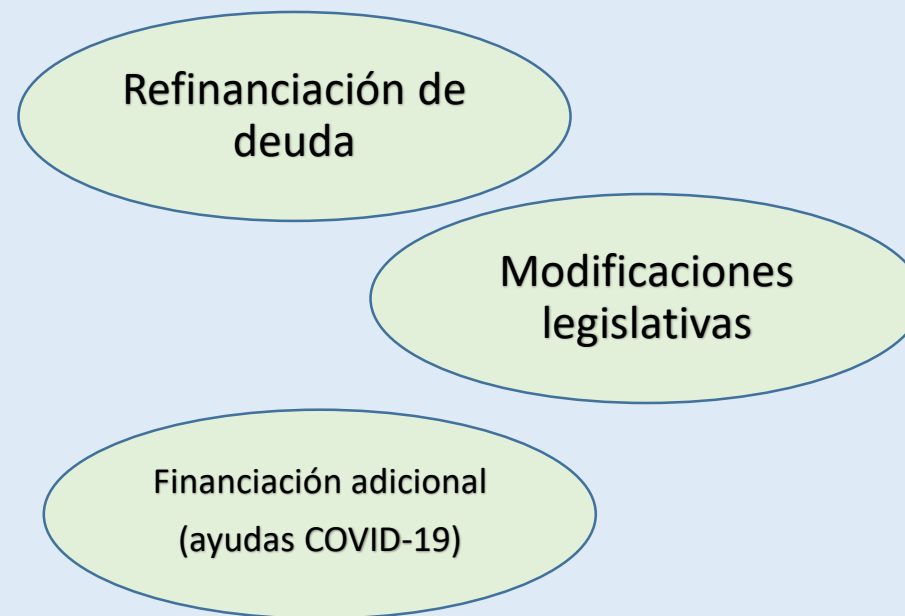 Refinanciación de
deuda
Modificaciones
legislativas
Financiación adicional
(ayudas COVID-19)